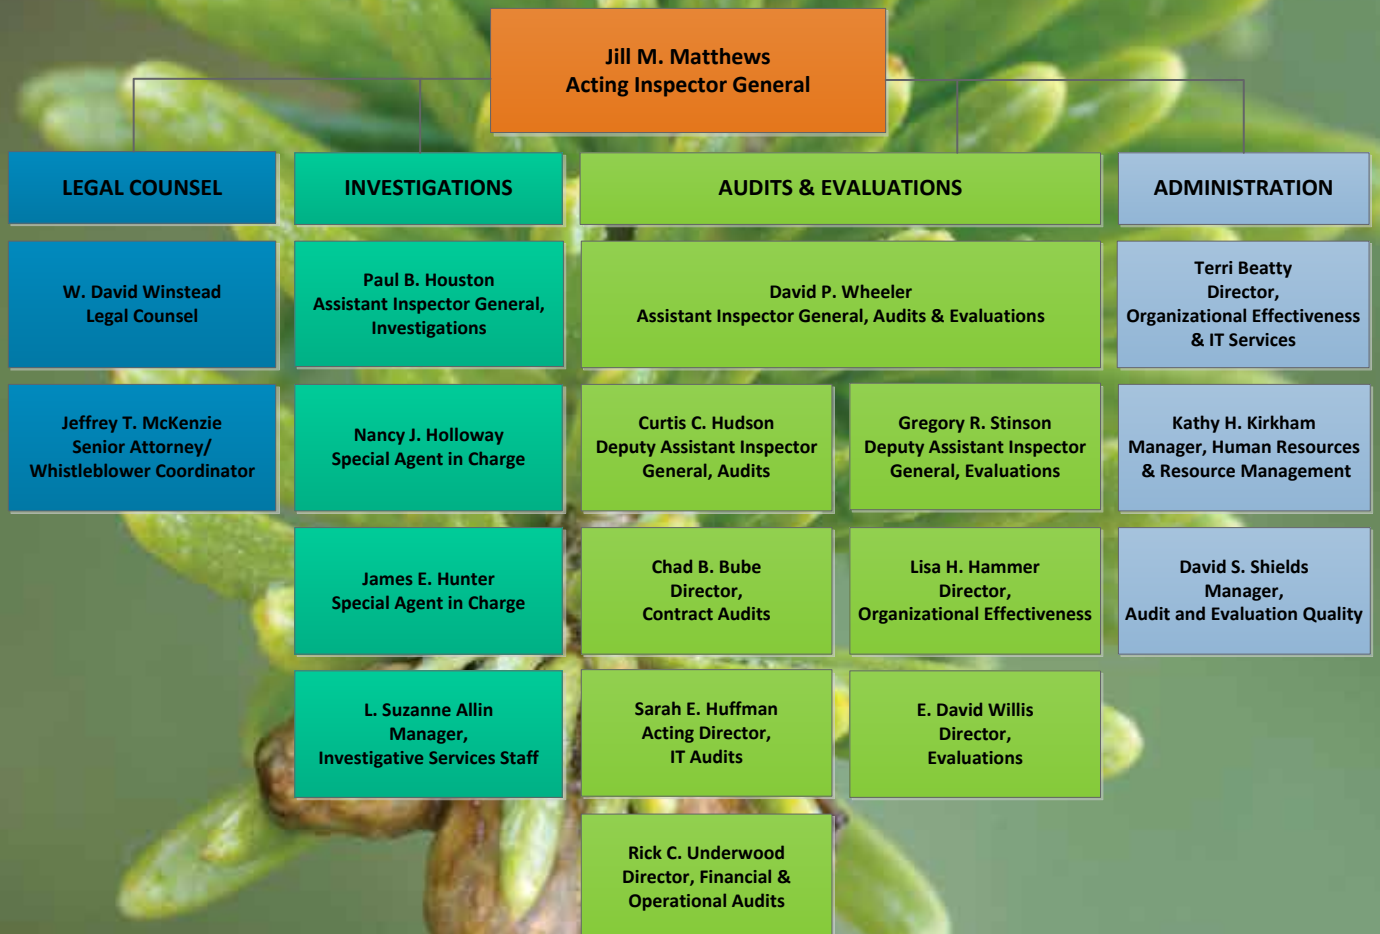 Jill M. Matthews
Acting Inspector General
LEGAL COUNSEL
W. David Winstead
Legal Counsel
Jeffrey T. McKenzie
Senior Attorney/
Whistleblower Coordinator
INVESTIGATIONS
Paul B. Houston
Assistant Inspector General,
Investigations
Nancy J. Holloway
Special Agent in Charge
James E. Hunter
Special Agent in Charge
L. Suzanne Allin
Manager,
Investigative Services Staff
AUDITS & EVALUATIONS
David P. Wheeler
Assistant Inspector General, Audits & Evaluations
Curtis C. Hudson
Deputy Assistant Inspector
General, Audits
Chad B. Bube
Director,
Contract Audits
Sarah E. Huffman
Acting Director,
IT Audits
Rick C. Underwood
Director, Financial &
Operational Audits
Gregory R. Stinson
Deputy Assistant Inspector
General, Evaluations
Lisa H. Hammer
Director,
Organizational Effectiveness
E. David Willis
Director,
Evaluations
ADMINISTRATION
Terri Beatty
Director,
Organizational Effectiveness
& IT Services
Kathy H. Kirkham
Manager, Human Resources
& Resource Management
David S. Shields
Manager,
Audit and Evaluation Quality